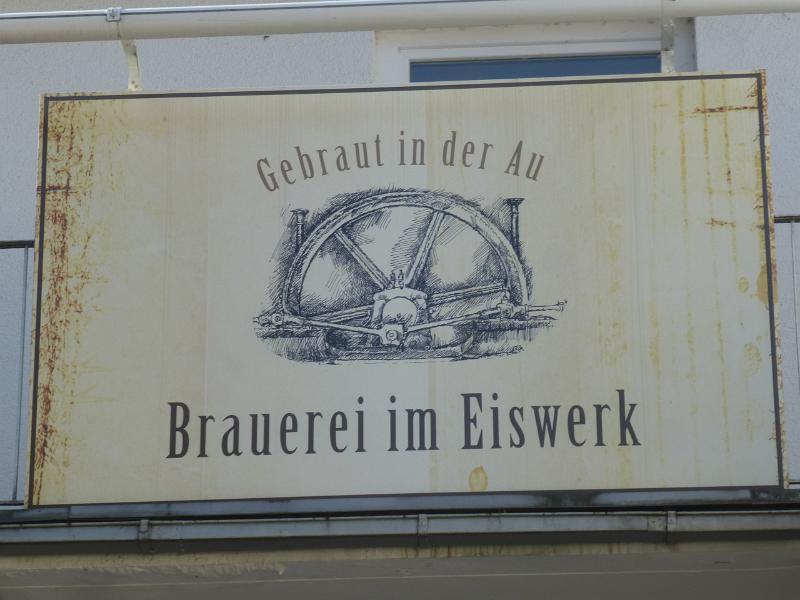 Gebraut in der Au
Brauerei im Eiswerk